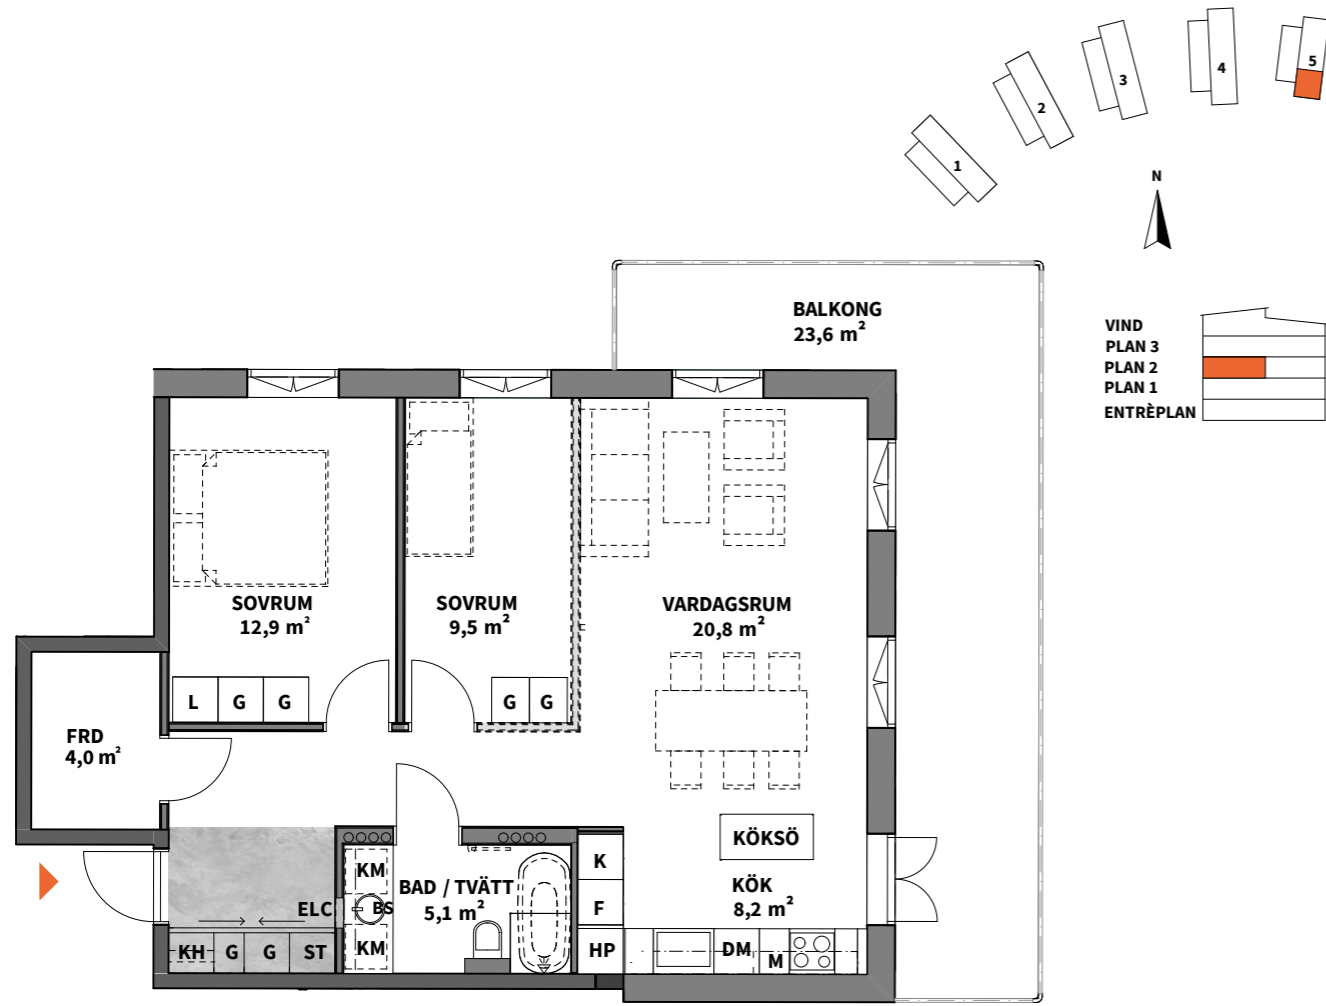 5
4
3
2
1
N
BALKONG
23,6 m²
VIND
PLAN 3
PLAN 2
PLAN 1
ENTRÈPLAN
SOVRUM
12,9 m²
SOVRUM
9,5 m²
VARDAGSRUM
20,8 m²
L G G
G G
FRD
4,0 m²
KÖKSÖ
K
KM
BAD / TVÄTT
5,1 m²
KÖK
8,2 m²
F
ELC
BS
KH G G ST
KM
HP
DM
M